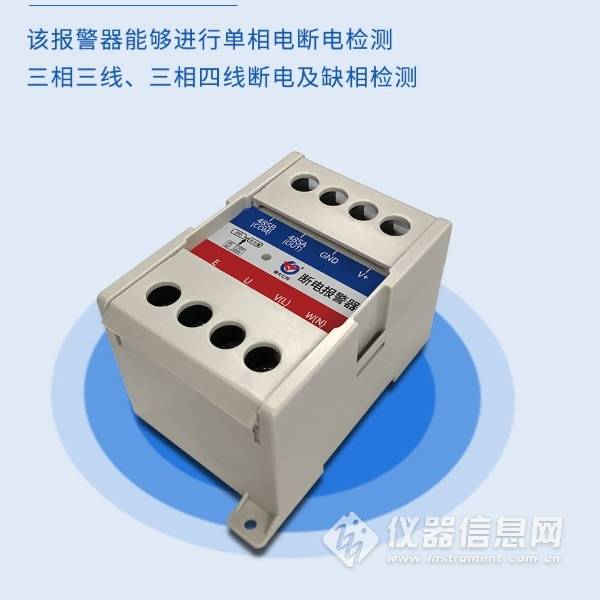 该报警器能够进行单相电断电检测
三相三线、三相四线断电及缺相检测
485B
(COM)
485A
(OUT)
GND
V+
断电报警器
E
U
V(L)
W(N)
仪器信息网
www.instrument.com.cn